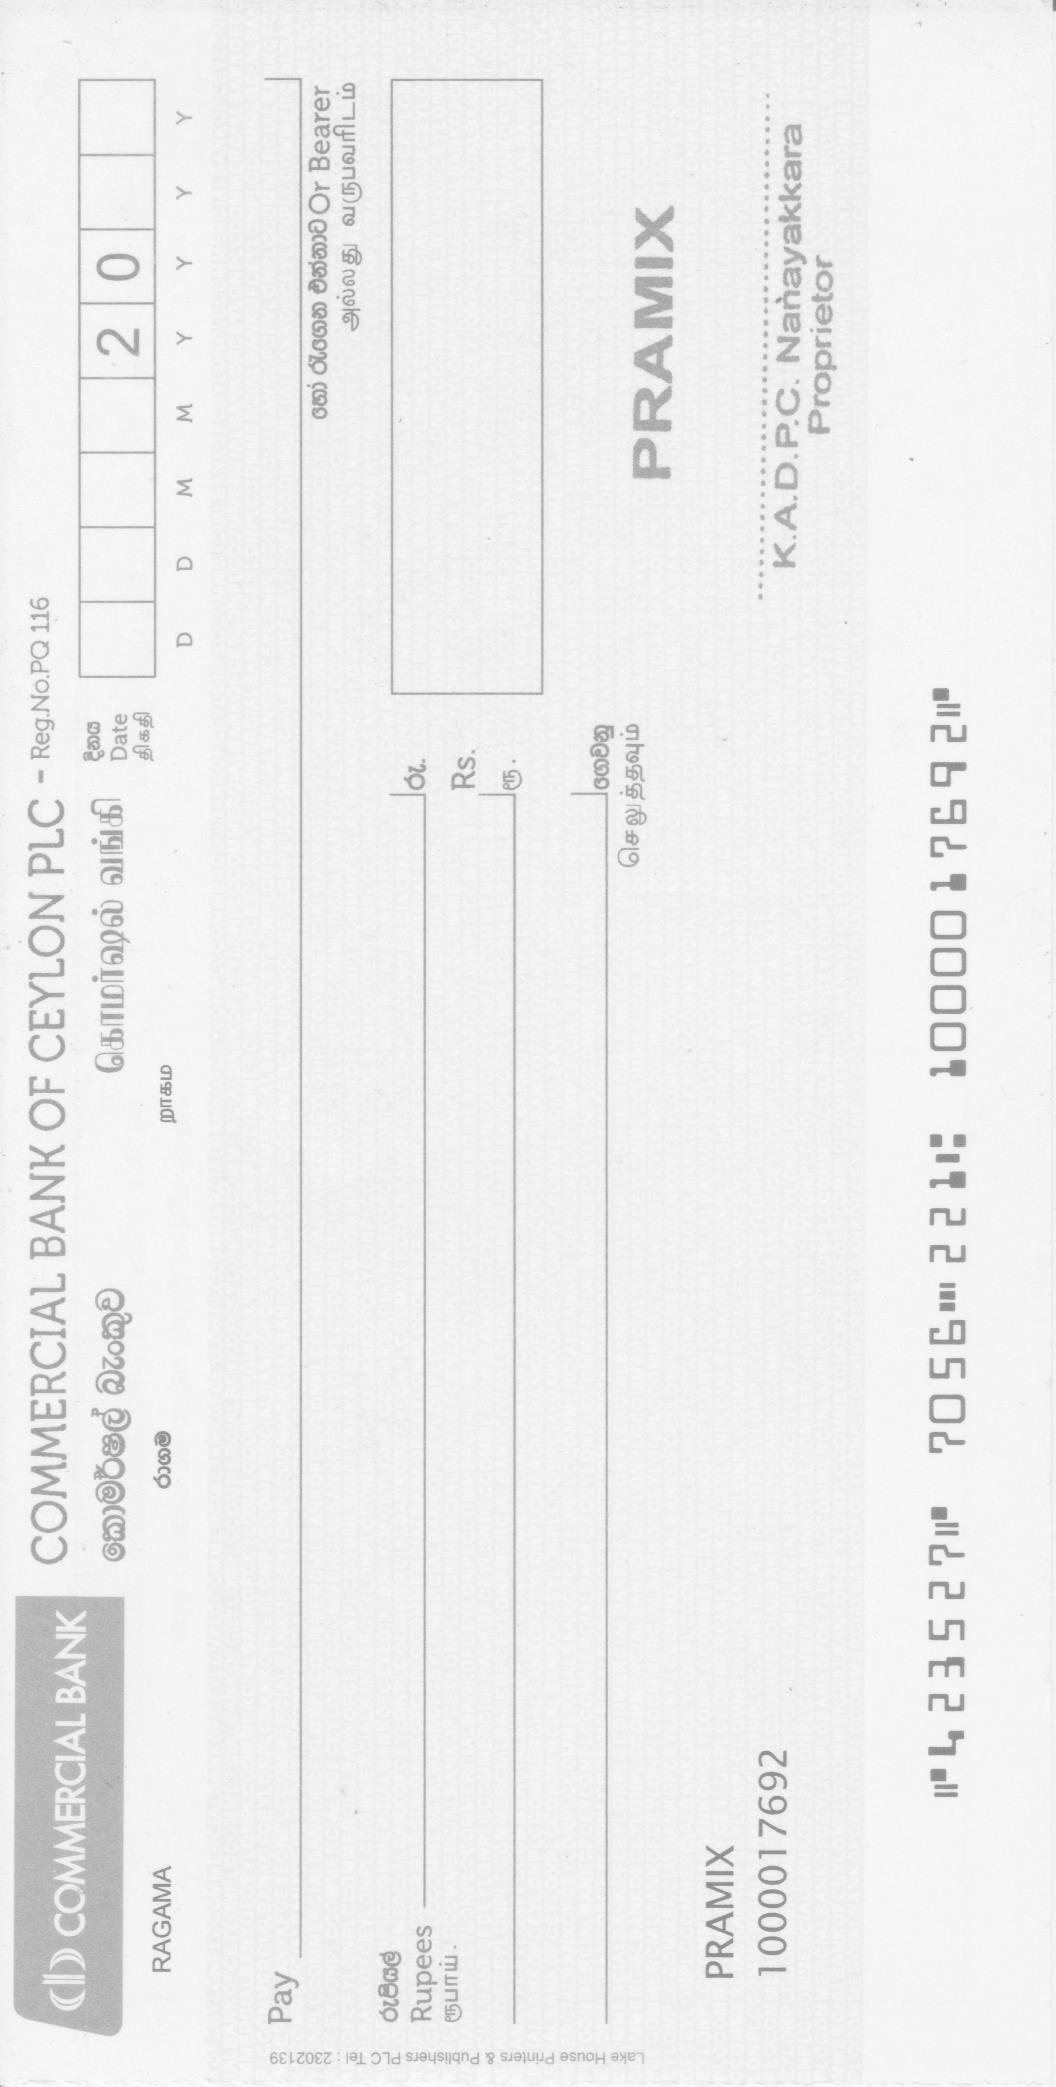 COMMERCIAL BANK
COMMERCIAL BANK OF CEYLON PLC - Reg.No.PQ 116
කොමර්ෂල් බැංකුව கொமர்ஷல் வங்கி
දිනය
Date
திகதி
2 0
D D M M Y Y Y Y
RAGAMA රාගම றாகம
Pay
හෝ රැගෙන එන්නාට Or Bearer
அல்லது வருபவரிடம்
රුපියල්
Rupees
ரூபாய்.
රු.
Rs.
ரூ.
ගෙවනු
செலுத்தவும்
PRAMIX
PRAMIX
100001 7692
K.A.D.P.C. Nanayakkara
Proprietor
⑈423527⑈ 7056⑉221⑆ 1000017692⑈
Lake House Printers & Publishers PLC Tel : 2302139